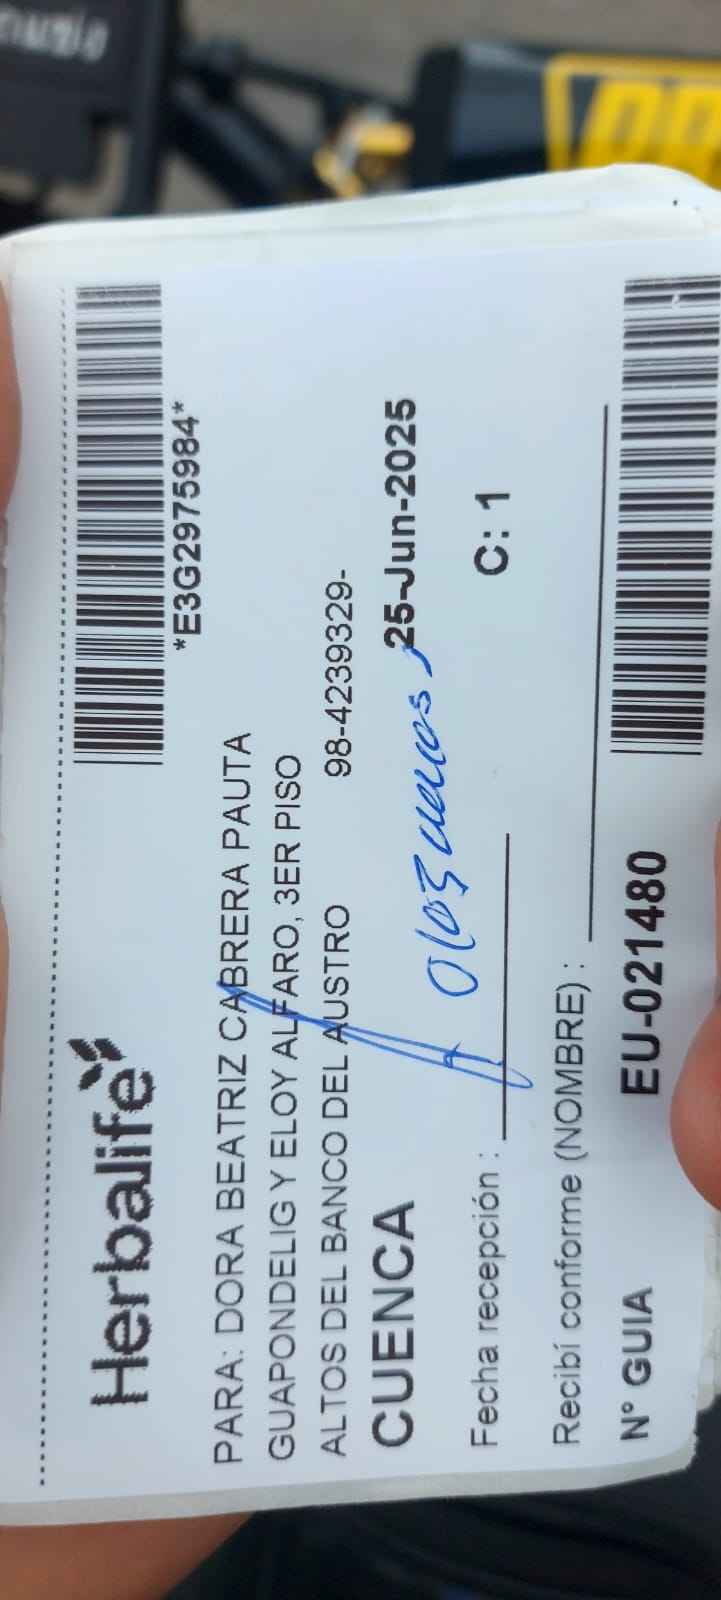 Herbalife
*E3G2975984*
PARA: DORA BEATRIZ CABRERA PAUTA
GUAPONDELIG Y ELOY ALFARO, 3ER PISO
ALTOS DEL BANCO DEL AUSTRO 98-4239329-
CUENCA 25-Jun-2025
Fecha recepción : C: 1
Recibí conforme (NOMBRE) :
N° GUIA EU-021480